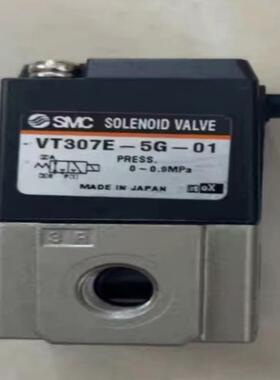 SMC SOLENOID VALVE
VT307E-5G-01
PRESS.
0~0.9MPa
MADE IN JAPAN